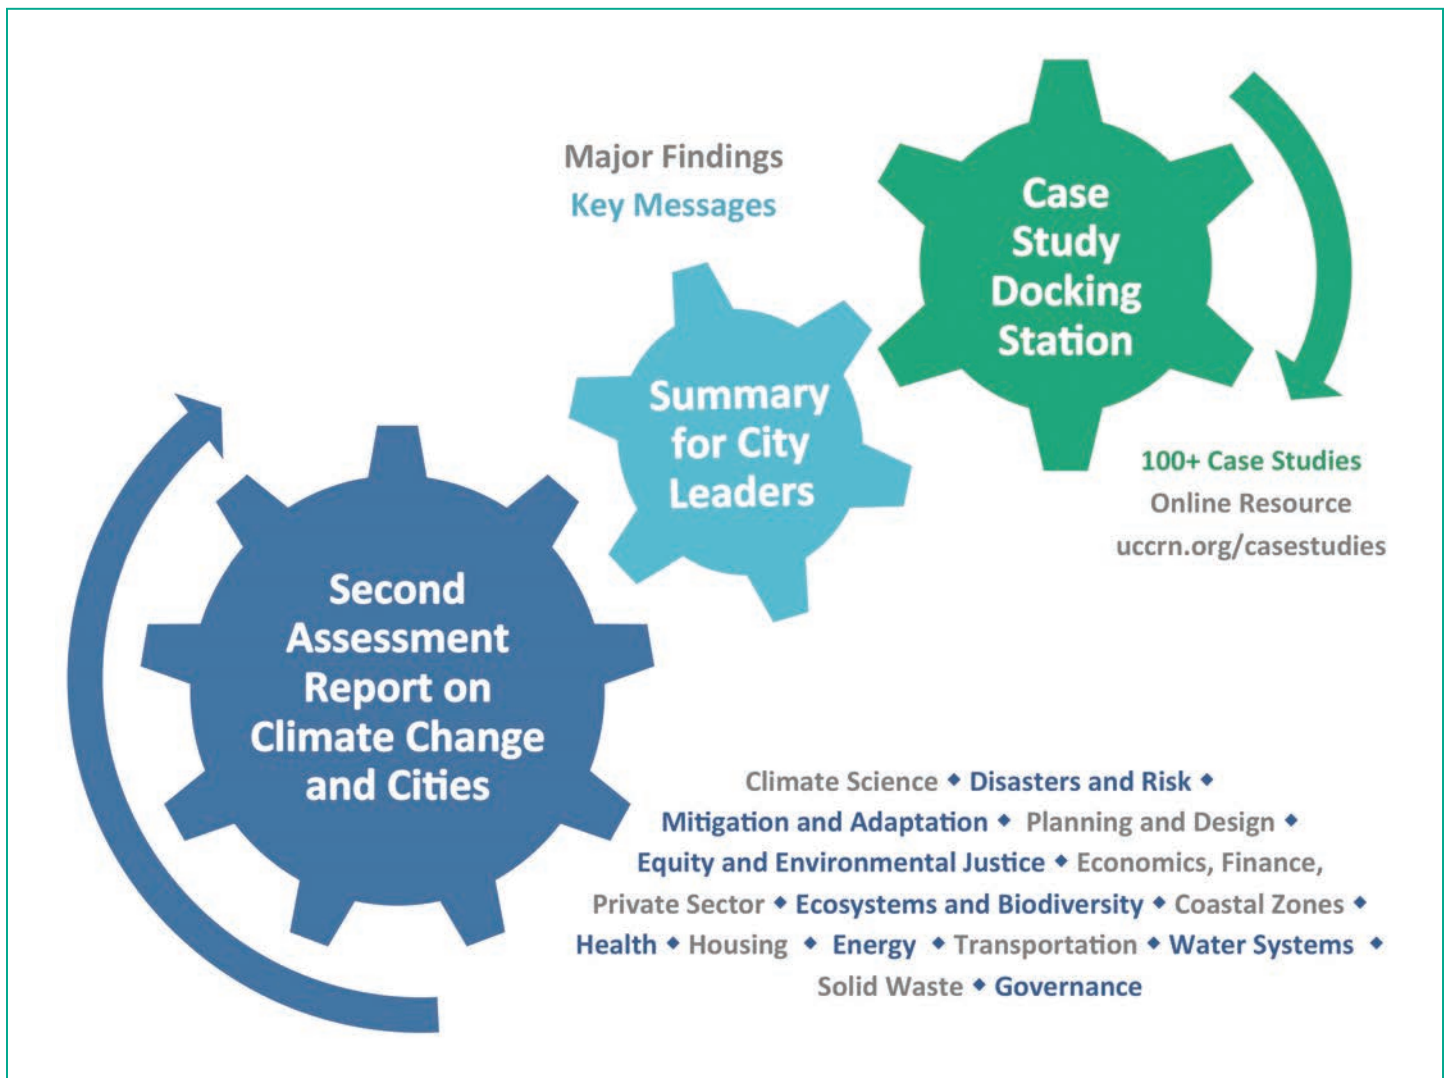 Major Findings
Key Messages
Case
Study
Docking
Station
Summary
for City
Leaders
100+ Case Studies
Online Resource
uccrn.org/casestudies
Second
Assessment
Report on
Climate Change
and Cities
Climate Science ◆ Disasters and Risk ◆
Mitigation and Adaptation ◆ Planning and Design ◆
Equity and Environmental Justice ◆ Economics, Finance,
Private Sector ◆ Ecosystems and Biodiversity ◆ Coastal Zones ◆
Health ◆ Housing ◆ Energy ◆ Transportation ◆ Water Systems ◆
Solid Waste ◆ Governance